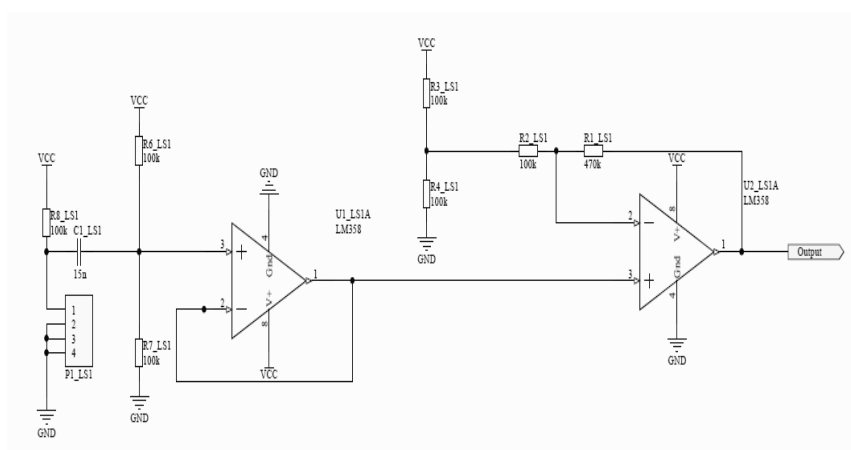 VCC
R3_LS1
100k
VCC
R6_LS1
100k
R2_LS1
100k
R1_LS1
470k
VCC
VCC
R8_LS1
100k
C1_LS1
15n
GND
U1_LS1A
LM358
R4_LS1
100k
GND
U2_LS1A
LM358
8
V+
2
1
Output
3
Gnd
4
GND
3
4
Gnd
1
2
V+
8
VCC
1
2
3
4
P1_LS1
GND
R7_LS1
100k
GND